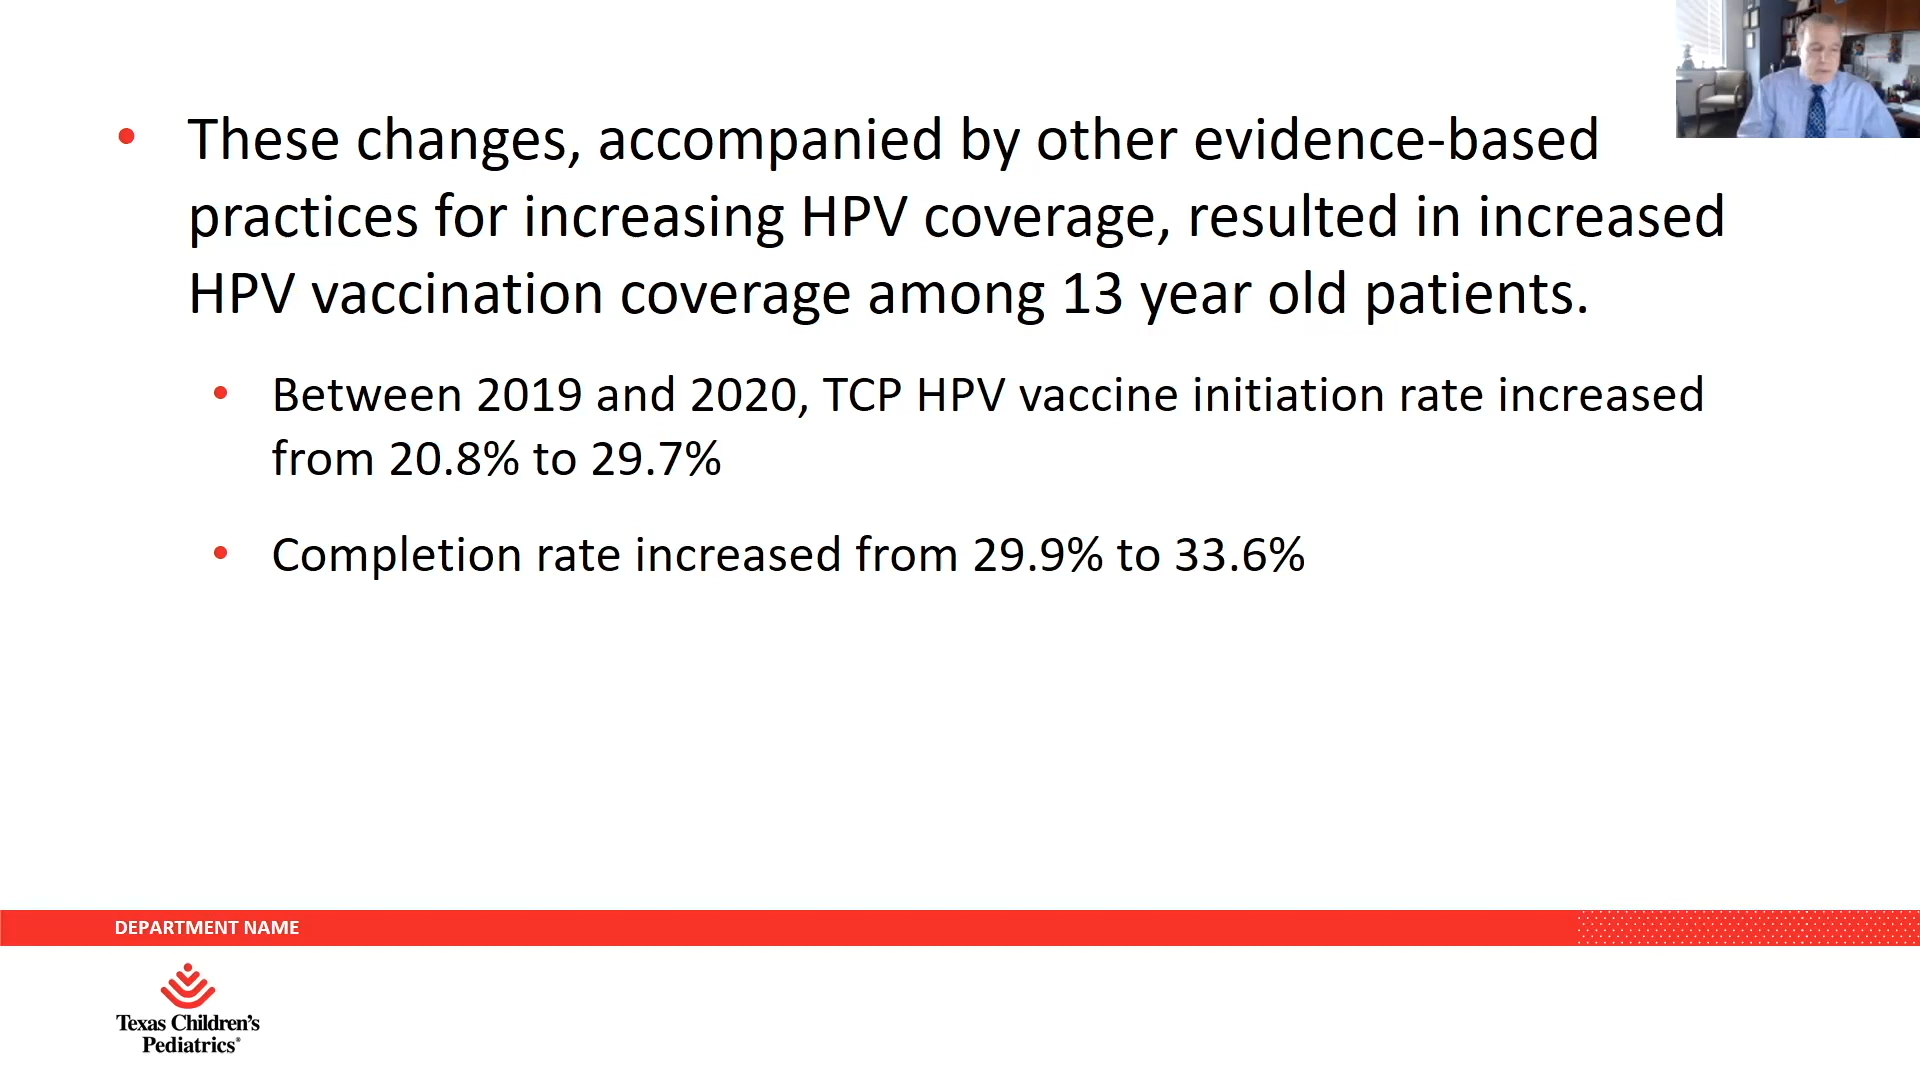 These changes, accompanied by other evidence-based
practices for increasing HPV coverage, resulted in increased
HPV vaccination coverage among 13 year old patients.
Between 2019 and 2020, TCP HPV vaccine initiation rate increased
from 20.8% to 29.7%
Completion rate increased from 29.9% to 33.6%
DEPARTMENT NAME
Texas Children's
Pediatrics®